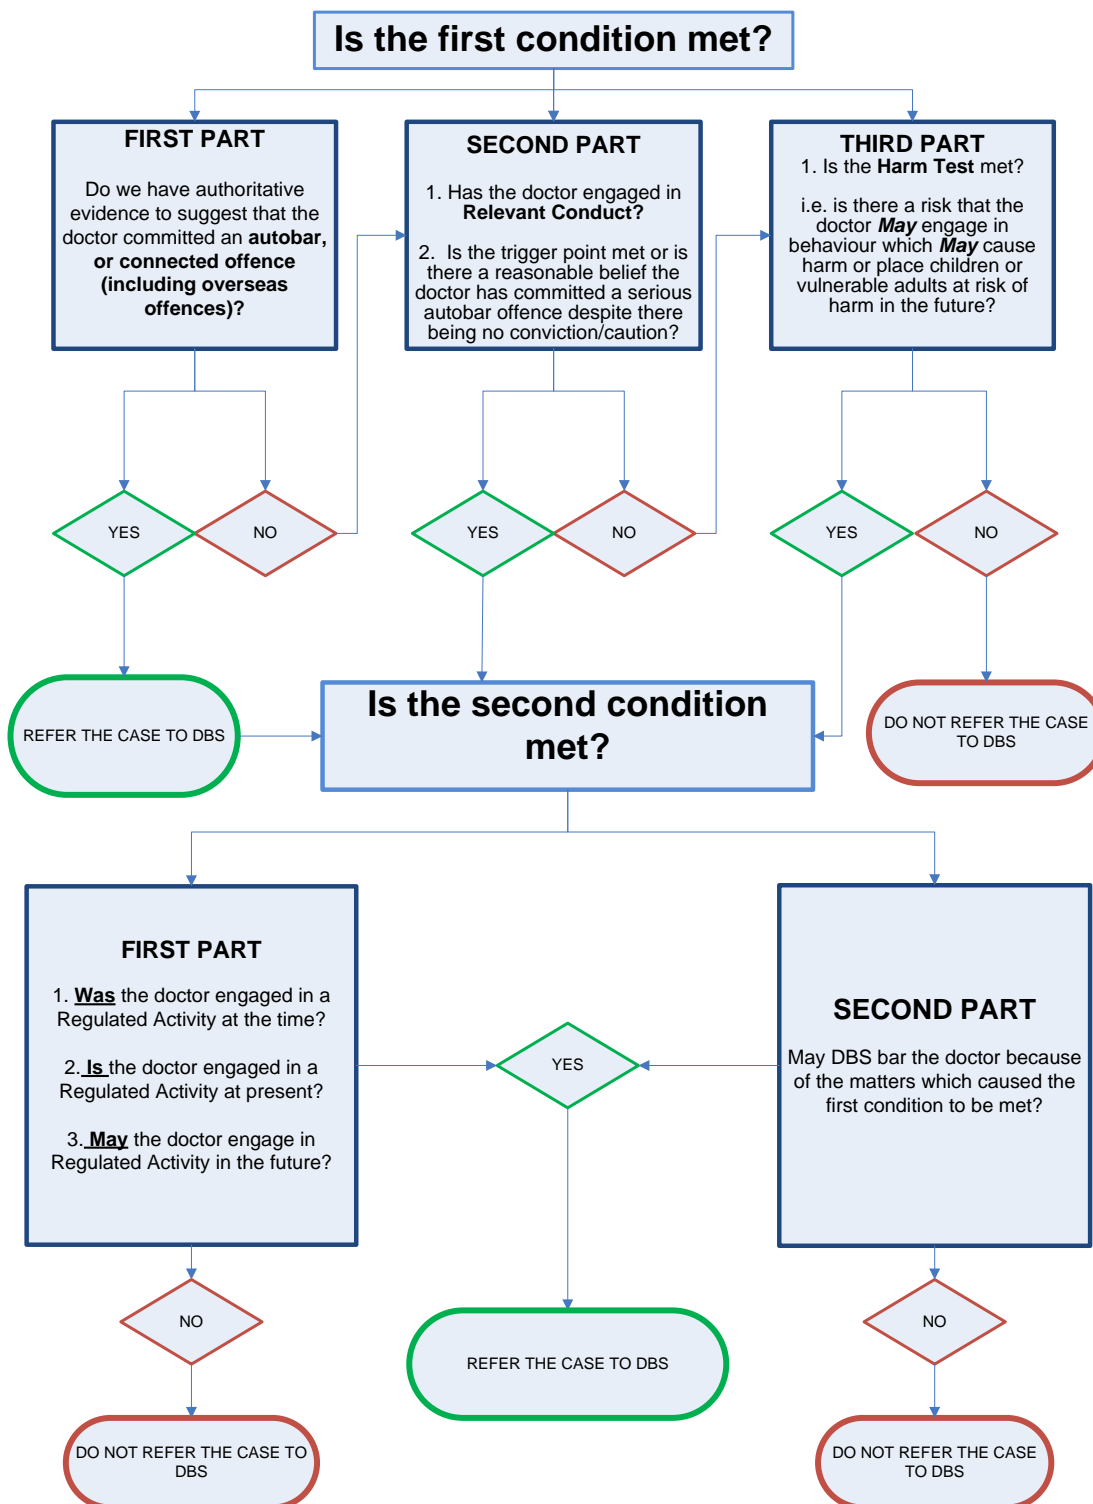 Is the first condition met?
FIRST PART
Do we have authoritative
evidence to suggest that the
doctor committed an autobar,
or connected offence
(including overseas
offences)?
SECOND PART
1. Has the doctor engaged in
Relevant Conduct?
2. Is the trigger point met or is
there a reasonable belief the
doctor has committed a serious
autobar offence despite there
being no conviction/caution?
THIRD PART
1. Is the Harm Test met?
i.e. is there a risk that the
doctor May engage in
behaviour which May cause
harm or place children or
vulnerable adults at risk of
harm in the future?
YES
NO
YES
NO
YES
NO
REFER THE CASE TO DBS
Is the second condition
met?
DO NOT REFER THE CASE
TO DBS
FIRST PART
1. Was the doctor engaged in a
Regulated Activity at the time?
2. Is the doctor engaged in a
Regulated Activity at present?
3. May the doctor engage in
Regulated Activity in the future?
YES
SECOND PART
May DBS bar the doctor because
of the matters which caused the
first condition to be met?
NO
REFER THE CASE TO DBS
NO
DO NOT REFER THE CASE TO
DBS
DO NOT REFER THE CASE
TO DBS